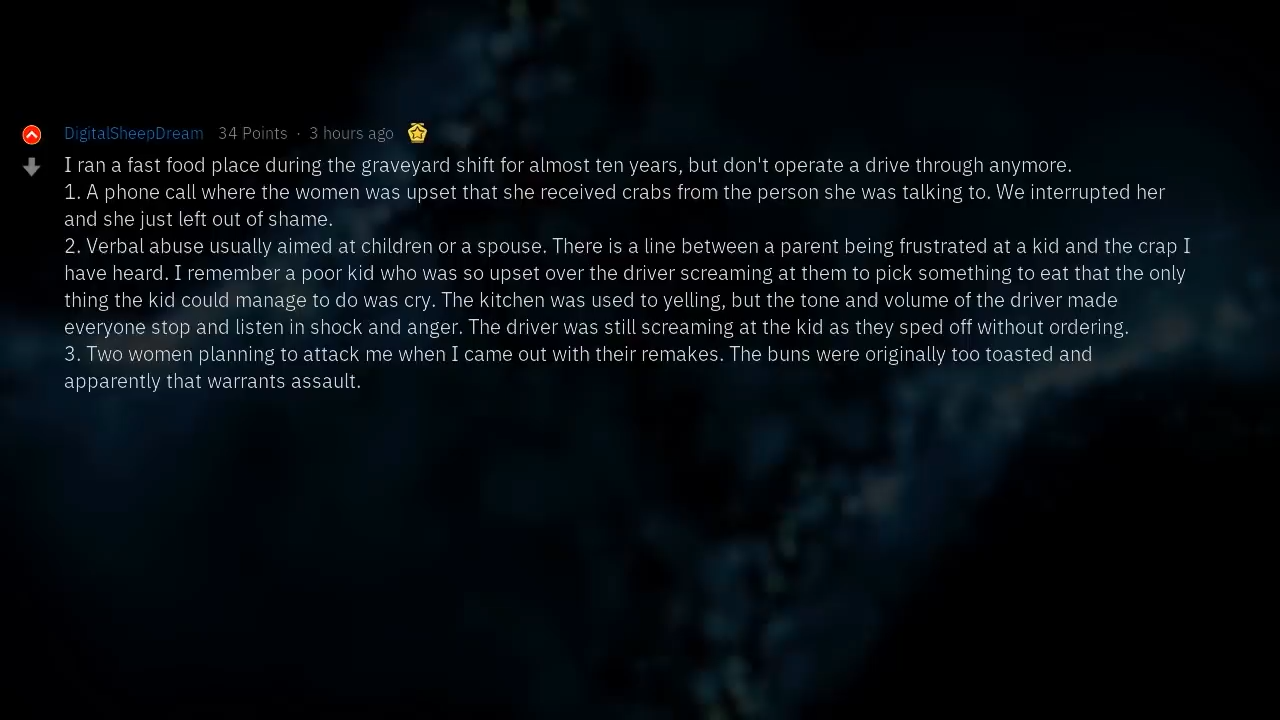 DigitalSheepDream 34 Points · 3 hours ago
I ran a fast food place during the graveyard shift for almost ten years, but don't operate a drive through anymore.
1. A phone call where the women was upset that she received crabs from the person she was talking to. We interrupted her
and she just left out of shame.
2. Verbal abuse usually aimed at children or a spouse. There is a line between a parent being frustrated at a kid and the crap I
have heard. I remember a poor kid who was so upset over the driver screaming at them to pick something to eat that the only
thing the kid could manage to do was cry. The kitchen was used to yelling, but the tone and volume of the driver made
everyone stop and listen in shock and anger. The driver was still screaming at the kid as they sped off without ordering.
3. Two women planning to attack me when I came out with their remakes. The buns were originally too toasted and
apparently that warrants assault.